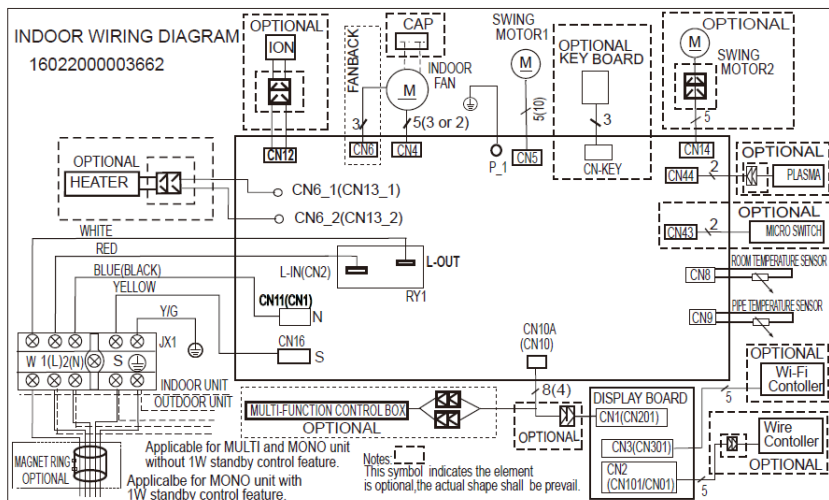 INDOOR WIRING DIAGRAM
16022000003662
OPTIONAL
ION
CN12
FANBACK
3
CN6
CAP
M
INDOOR
FAN
5(3 or 2)
CN4
P_1
SWING
MOTOR1
M
5(10)
CN5
OPTIONAL
KEY BOARD
3
CN-KEY
OPTIONAL
M
SWING
MOTOR2
5
CN14
OPTIONAL
HEATER
CN6_1(CN13_1)
CN6_2(CN13_2)
CN44
2
OPTIONAL
PLASMA
CN43
2
OPTIONAL
MICRO SWITCH
WHITE
RED
BLUE(BLACK)
YELLOW
Y/G
L-IN(CN2)
L-OUT
RY1
CN11(CN1)
N
CN16
S
CN8
ROOM TEMPERATURE SENSOR
CN9
PIPE TEMPERATURE SENSOR
JX1
W 1(L) 2(N) S
INDOOR UNIT
OUTDOOR UNIT
CN10A
(CN10)
8(4)
MULTI-FUNCTION CONTROL BOX
OPTIONAL
OPTIONAL
DISPLAY BOARD
CN1(CN201)
CN3(CN301)
CN2
(CN101/CN01)
5
OPTIONAL
Wi-Fi
Contoller
5
Wire
Contoller
OPTIONAL
MAGNET RING
OPTIONAL
Applicable for MULTI and MONO unit
without 1W standby control feature.
Applicalbe for MONO unit with
1W standby control feature.
Notes:
This symbol indicates the element
is optional,the actual shape shall be prevail.